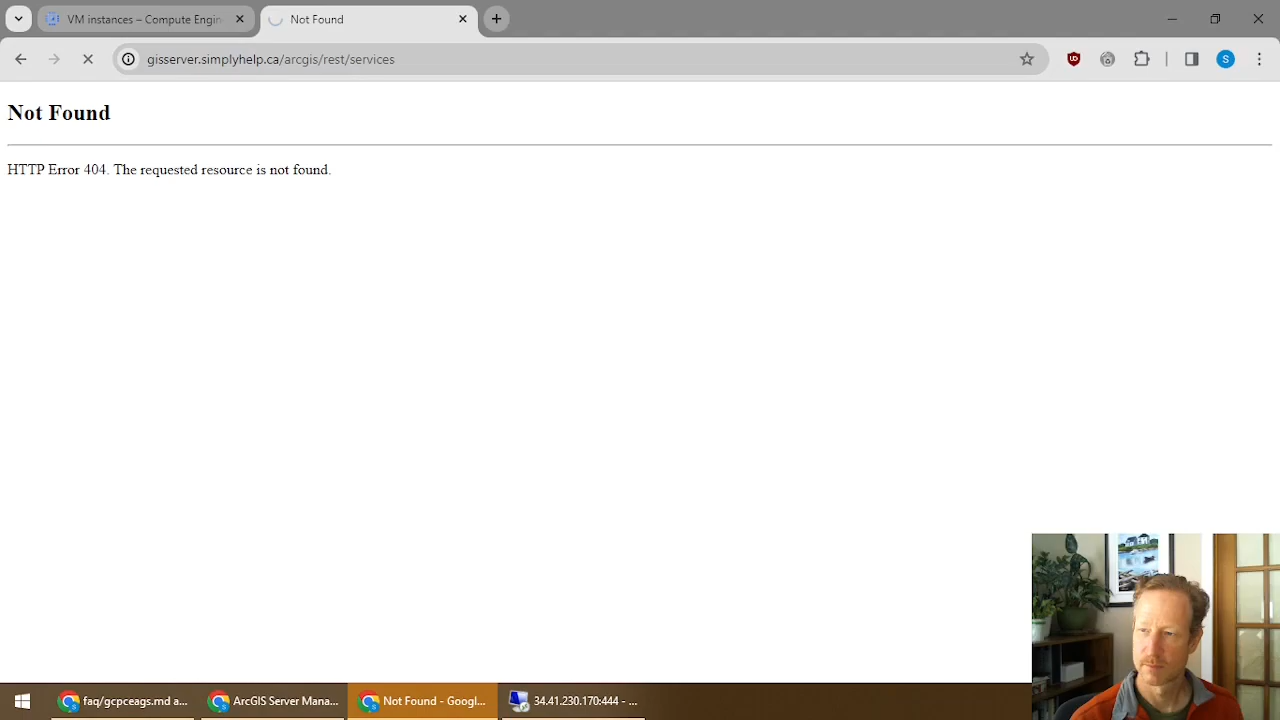 VM instances – Compute Engin
Not Found
gisserver.simplyhelp.ca/arcgis/rest/services
S
Not Found
HTTP Error 404. The requested resource is not found.
faq/gcpceags.md a...
ArcGIS Server Mana...
Not Found - Googl...
34.41.230.170:444 - ...